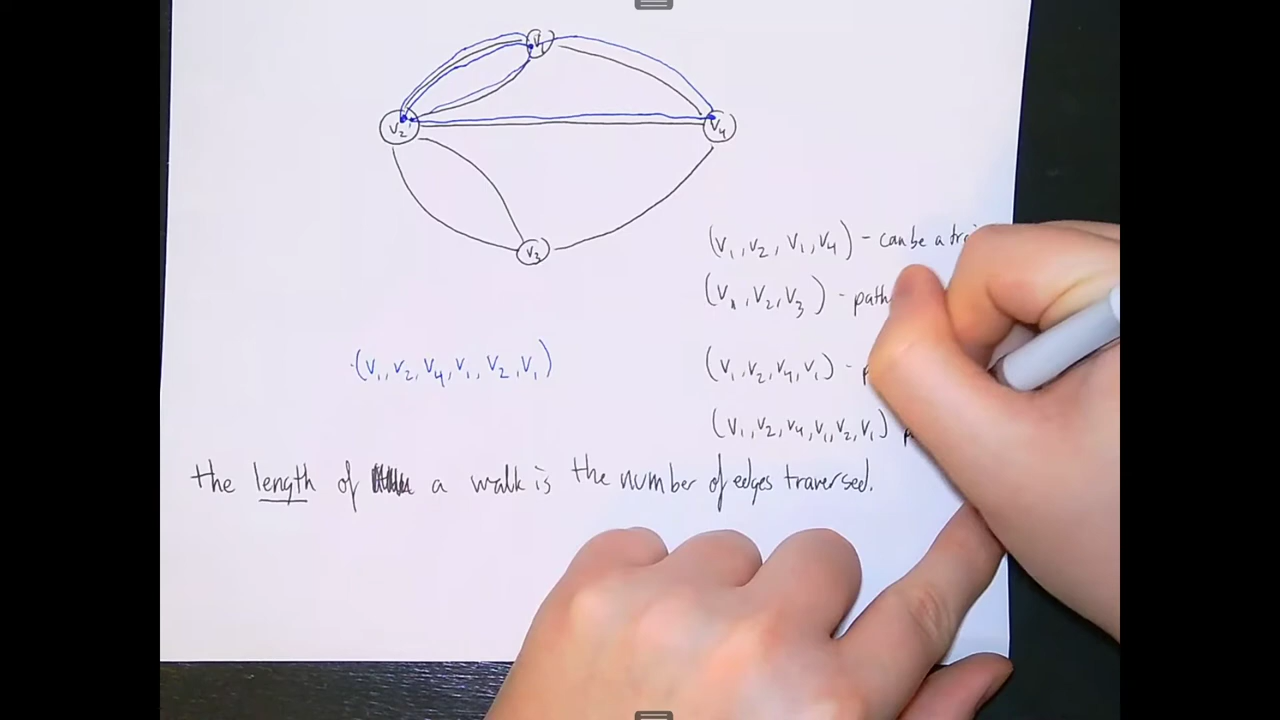 V₁
V₂
V₄
V₃
(V₁, V₂, V₁, V₄) - can be a
(V₁, V₂, V₃) - path
(V₁, V₂, V₄, V₁, V₂, V₁)
(V₁, V₂, V₄, V₁) -
(V₁, V₂, V₄, V₁, V₂, V₁)
the length of a walk is the number of edges traversed.